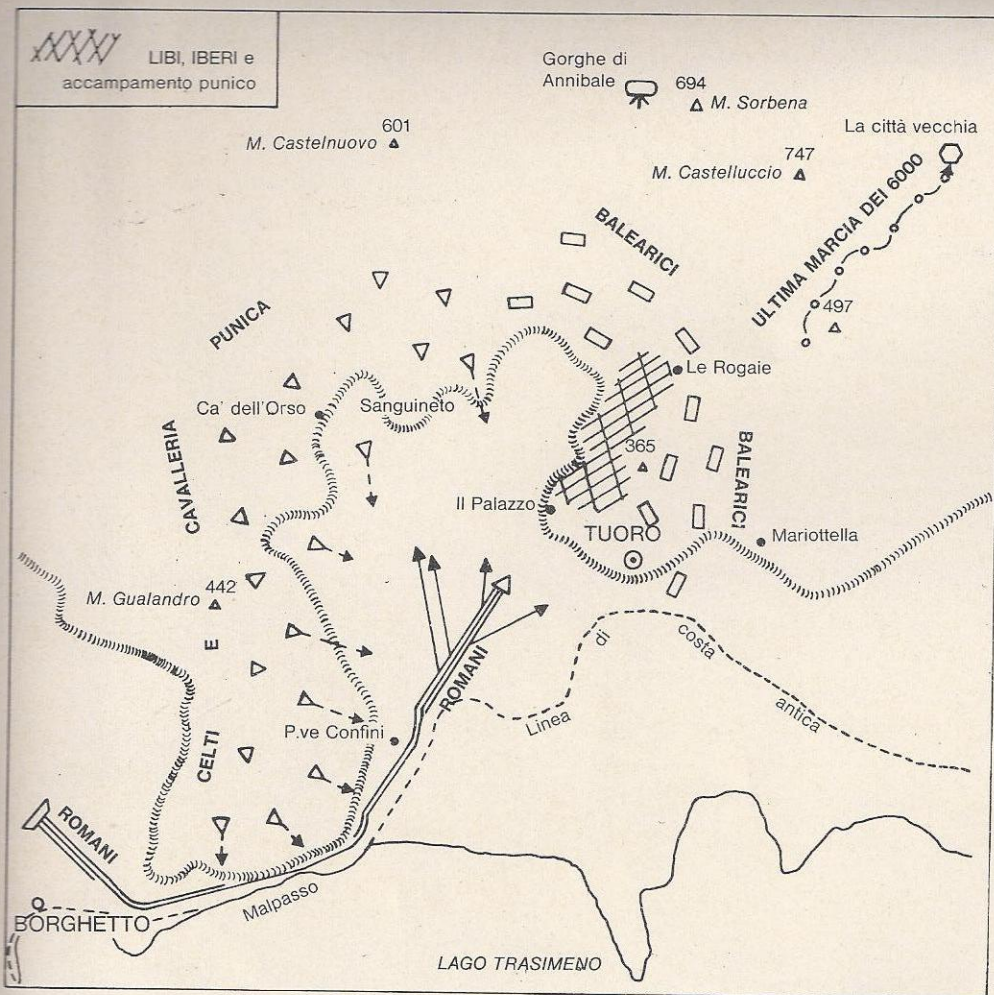 LIBI, IBERI e
accampamento punico
Gorghe di
Annibale
694
M. Sorbena
601
M. Castelnuovo
La città vecchia
747
M. Castelluccio
BALEARICI
ULTIMA MARCIA DEI 6000
497
PUNICA
Le Rogaie
Ca' dell'Orso
Sanguineto
CAVALLERIA
365
BALEARICI
Il Palazzo
TUORO
Mariottella
442
M. Gualandro
E
di
costa
ROMANI
Linea
antica
P.ve Confini
CELTI
ROMANI
Malpasso
BORGHETTO
LAGO TRASIMENO